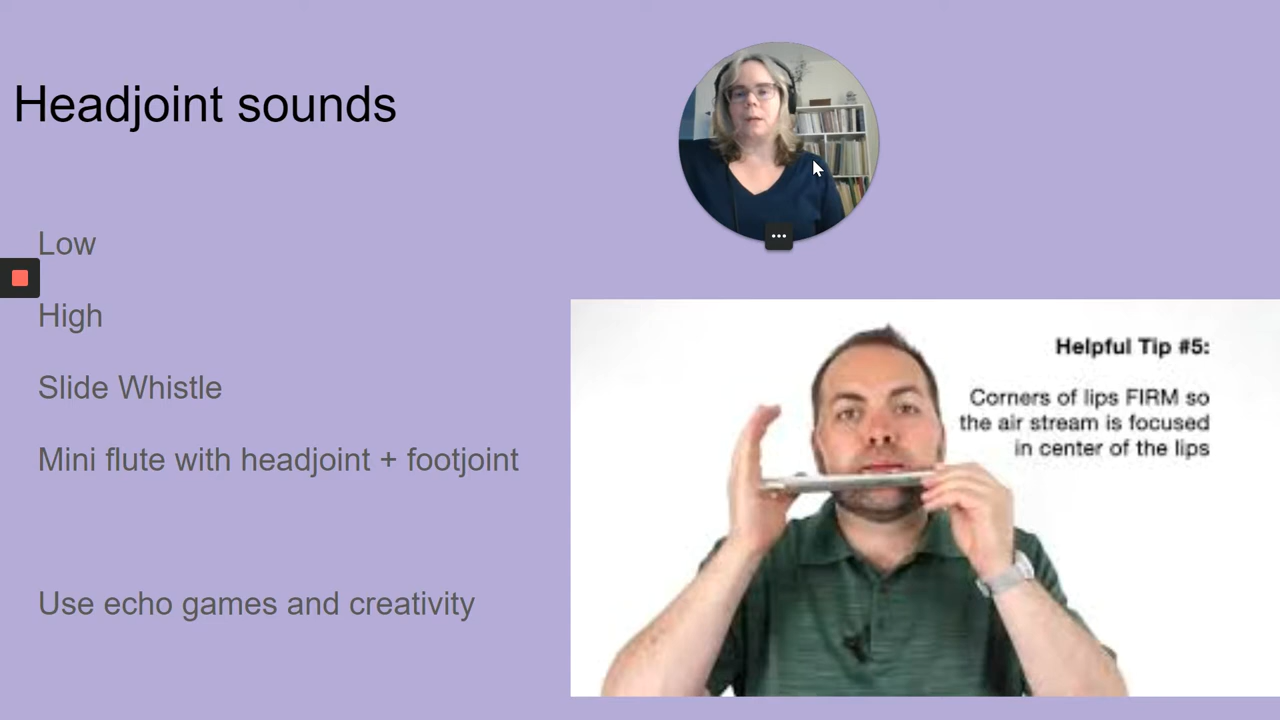 Headjoint sounds
Low
High
Slide Whistle
Mini flute with headjoint + footjoint
Use echo games and creativity
Helpful Tip #5:
Corners of lips FIRM so
the air stream is focused
in center of the lips